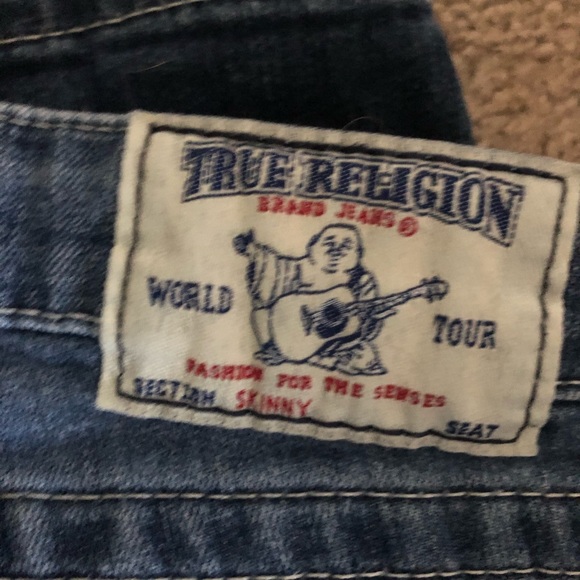 TRUE RELIGION
BRAND JEANS®
WORLD TOUR
FASHION FOR THE SENSES
SECTION SKINNY SEAT